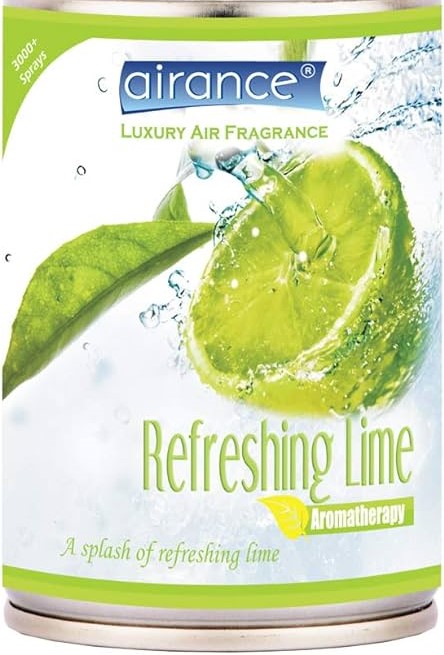 3000+
Sprays
airance®
LUXURY AIR FRAGRANCE
Refreshing Lime
Aromatherapy
A splash of refreshing lime